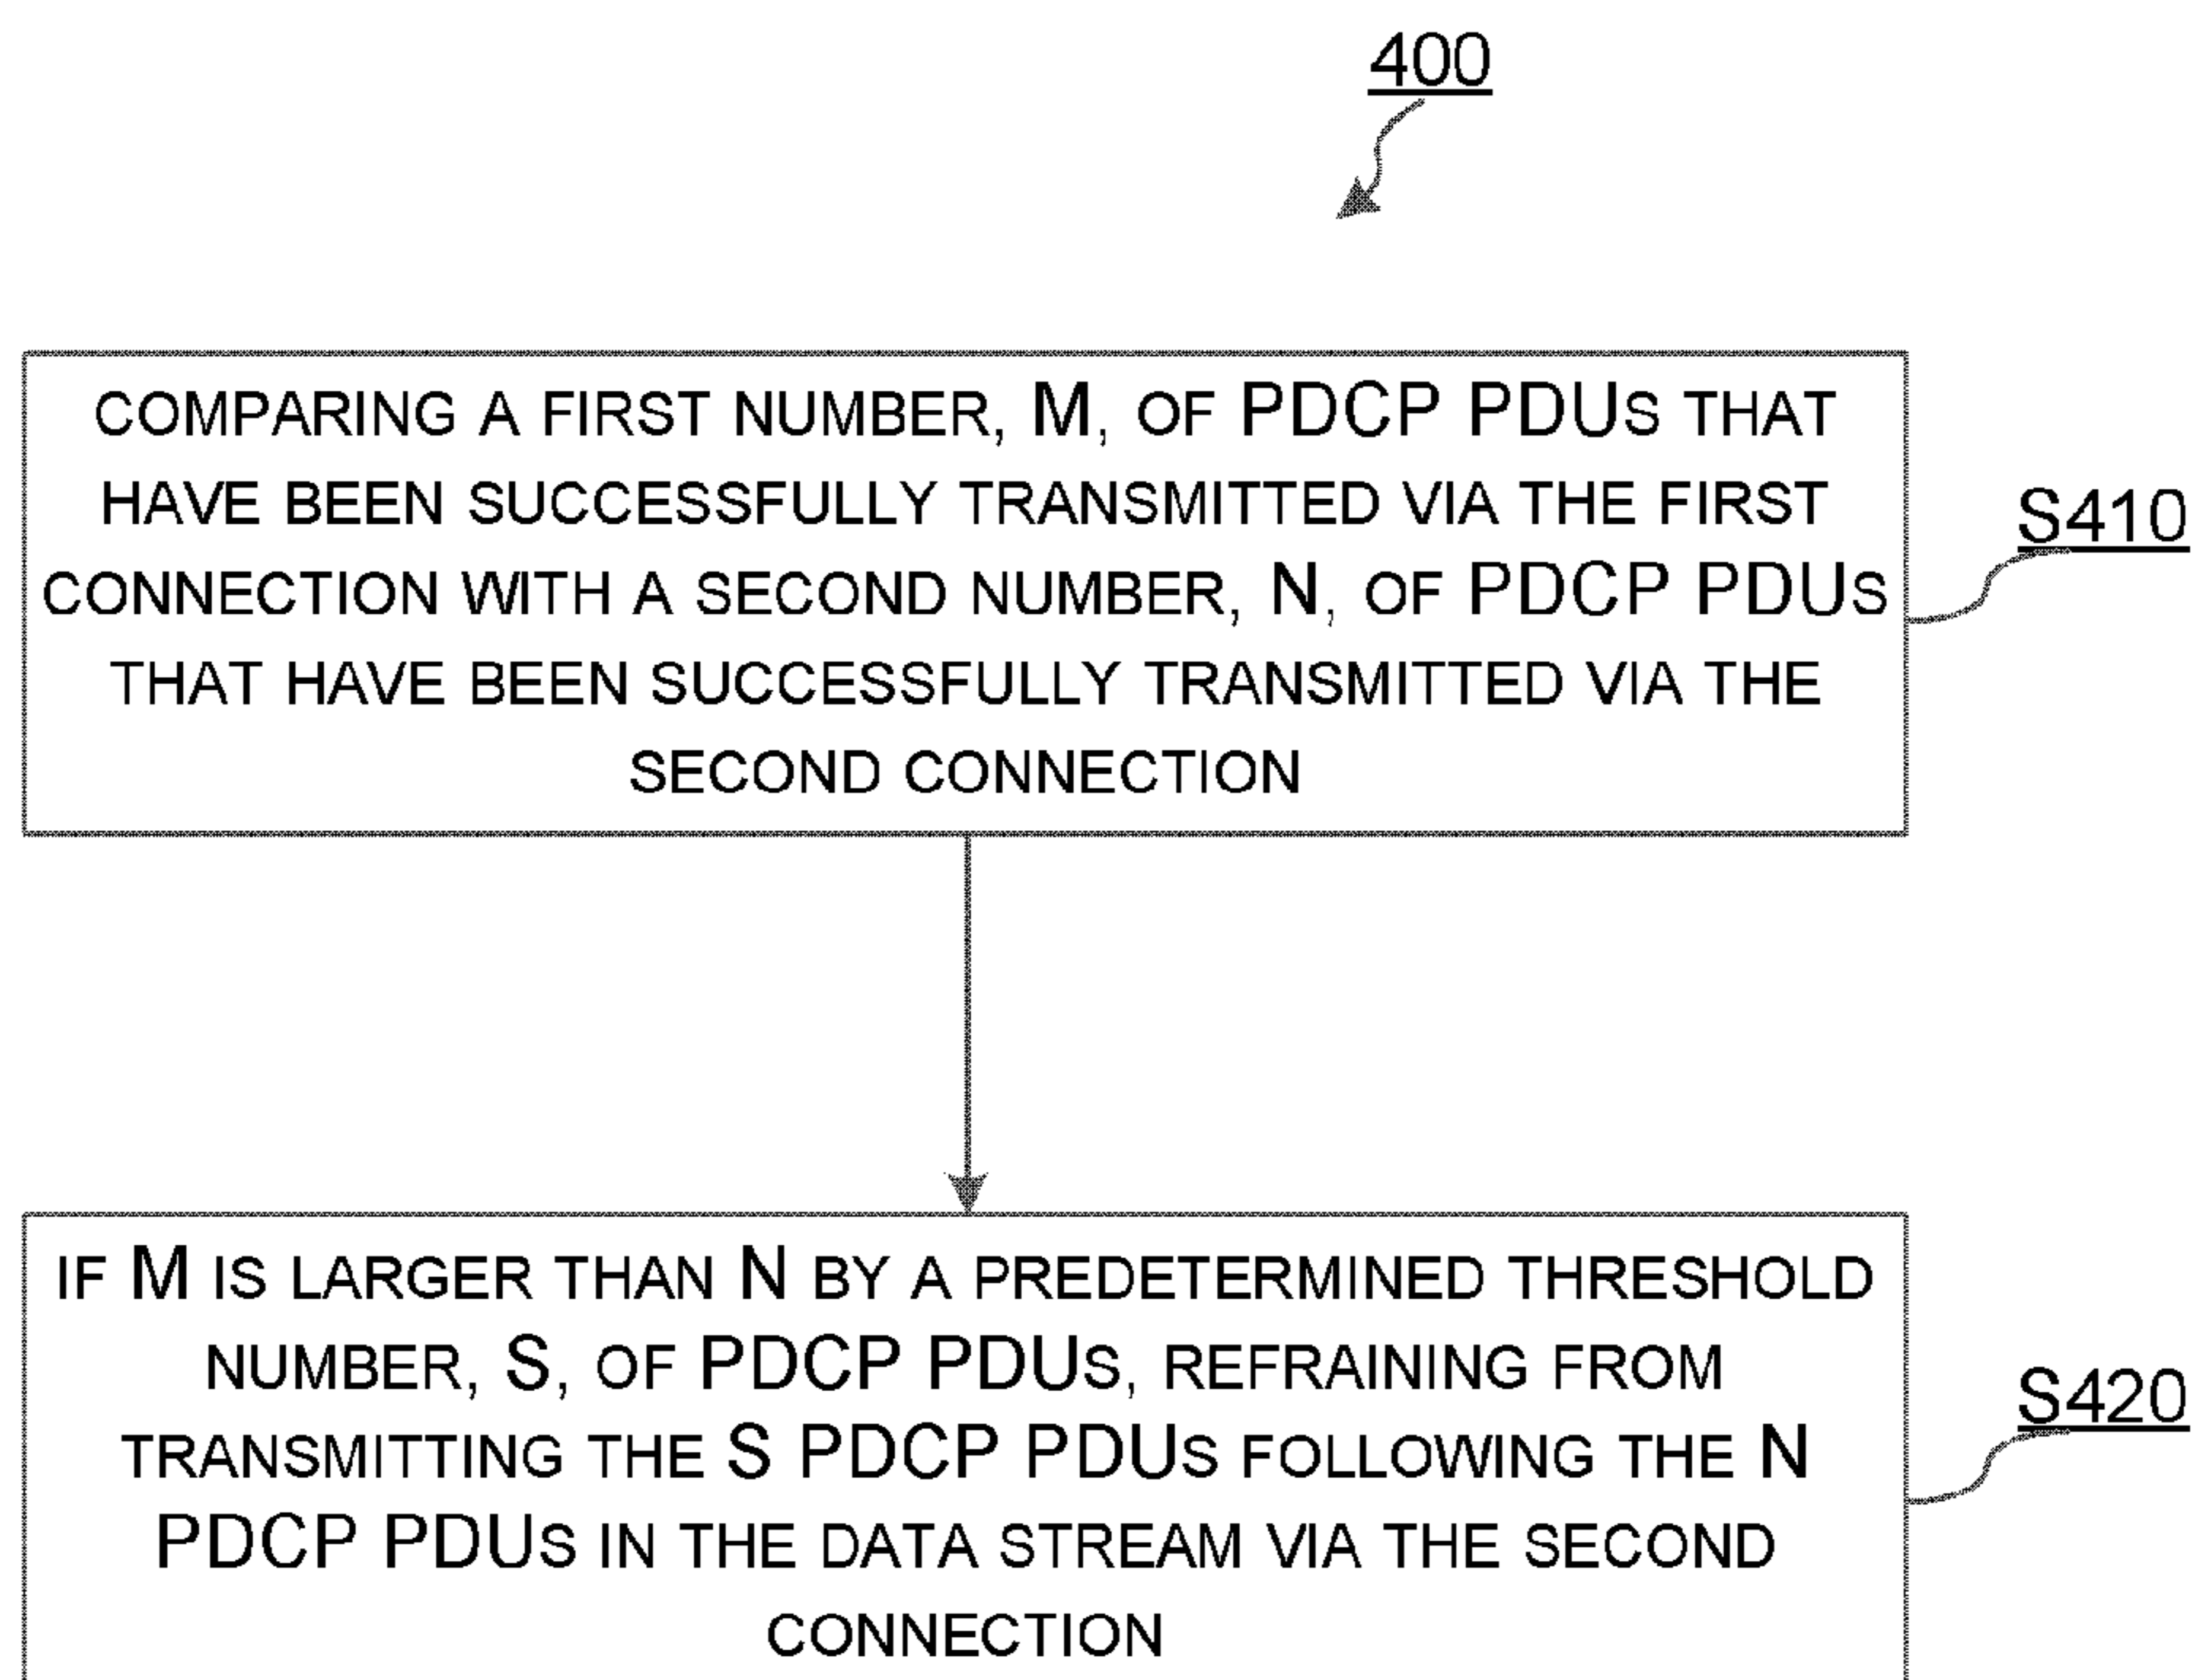 400
COMPARING A FIRST NUMBER, M, OF PDCP PDUS THAT
HAVE BEEN SUCCESSFULLY TRANSMITTED VIA THE FIRST
CONNECTION WITH A SECOND NUMBER, N, OF PDCP PDUS
THAT HAVE BEEN SUCCESSFULLY TRANSMITTED VIA THE
SECOND CONNECTION
S410
IF M IS LARGER THAN N BY A PREDETERMINED THRESHOLD
NUMBER, S, OF PDCP PDUS, REFRAINING FROM
TRANSMITTING THE S PDCP PDUS FOLLOWING THE N
PDCP PDUS IN THE DATA STREAM VIA THE SECOND
CONNECTION
S420